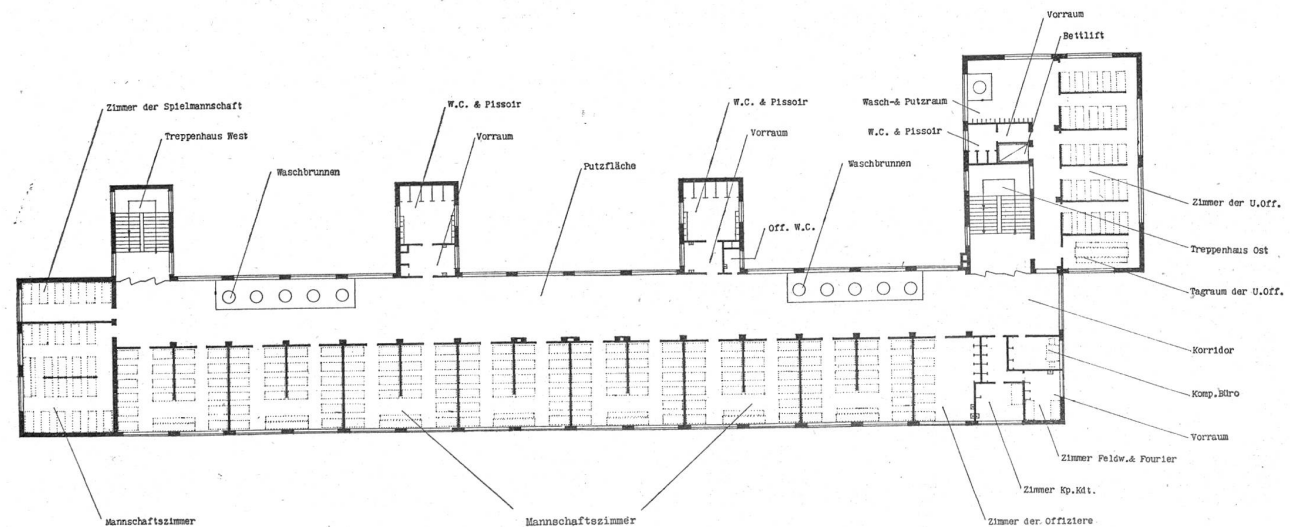 Vorraum
Bettlift
Zimmer der Spielmannschaft
W.C. & Pissoir
W.C. & Pissoir
Wasch-& Putzraum
Treppenhaus West
Vorraum
Vorraum
W.C. & Pissoir
Waschbrunnen
Putzfläche
Waschbrunnen
Zimmer der U.Off.
Off. W.C.
Treppenhaus Ost
Tagraum der U.Off.
Korridor
Komp.Büro
Vorraum
Zimmer Feldw.& Fourier
Zimmer Kp.Kdt.
Mannschaftszimmer
Mannschaftszimmer
Zimmer der Offiziere